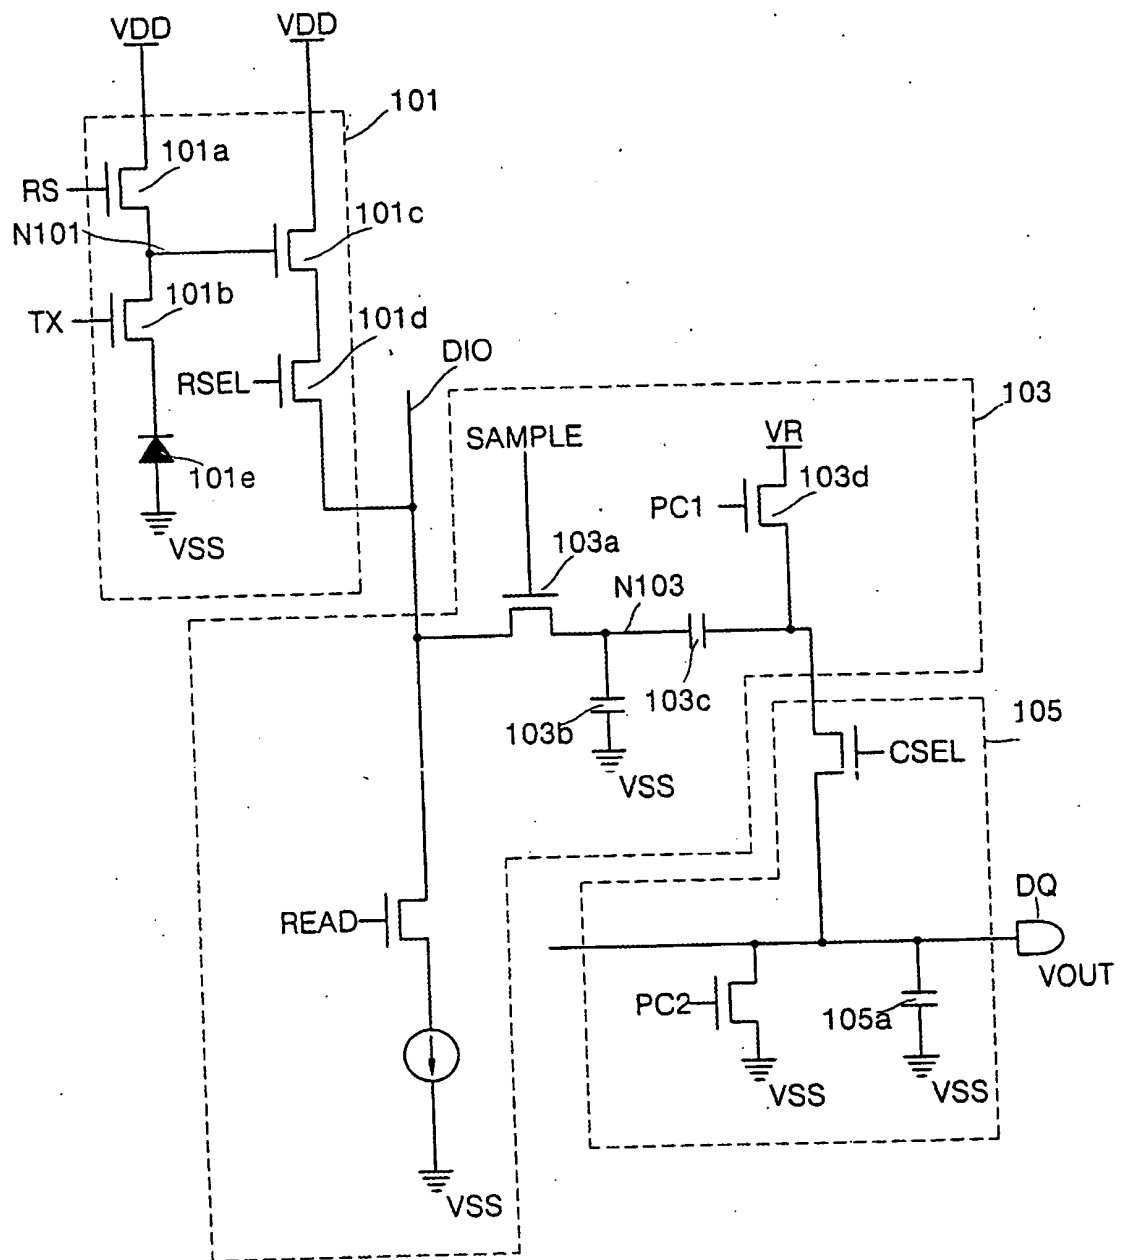 VDD
VDD
101
101a
RS
101c
N101
101b
TX
101d
DIO
RSEL
103
SAMPLE
VR
101e
103d
PC1
VSS
103a
N103
103c
103b
105
VSS
CSEL
DQ
READ
VOUT
PC2
105a
VSS
VSS
VSS